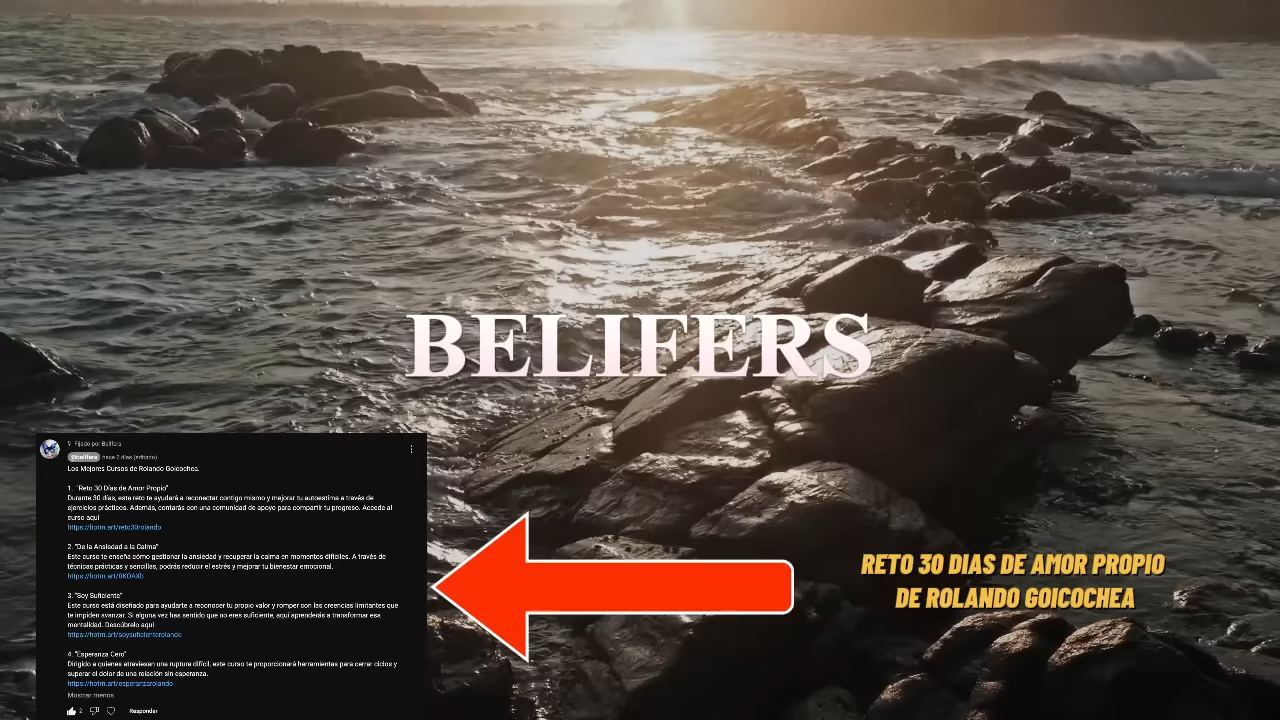 BELIFERS
Fijado por Belifers
@belifers hace 2 días (editado)
Los Mejores Cursos de Rolando Goicochea.
1. "Reto 30 Días de Amor Propio"
Durante 30 días, este reto te ayudará a reconectar contigo mismo y mejorar tu autoestima a través de
ejercicios prácticos. Además, contarás con una comunidad de apoyo para compartir tu progreso. Accede al
curso aquí
https://hotm.art/reto30rolando
2. "De la Ansiedad a la Calma"
Este curso te enseña cómo gestionar la ansiedad y recuperar la calma en momentos difíciles. A través de
técnicas prácticas y sencillas, podrás reducir el estrés y mejorar tu bienestar emocional.
https://hotm.art/0KOAXb
3. "Soy Suficiente"
Este curso está diseñado para ayudarte a reconocer tu propio valor y romper con las creencias limitantes que
te impiden avanzar. Si alguna vez has sentido que no eres suficiente, aquí aprenderás a transformar esa
mentalidad. Descúbrelo aquí
https://hotm.art/soysuficienterolando
4. "Esperanza Cero"
Dirigido a quienes atraviesan una ruptura difícil, este curso te proporcionará herramientas para cerrar ciclos y
superar el dolor de una relación sin esperanza.
https://hotm.art/esperanzarolando
Mostrar menos
2 Responder
RETO 30 DIAS DE AMOR PROPIO
DE ROLANDO GOICOCHEA